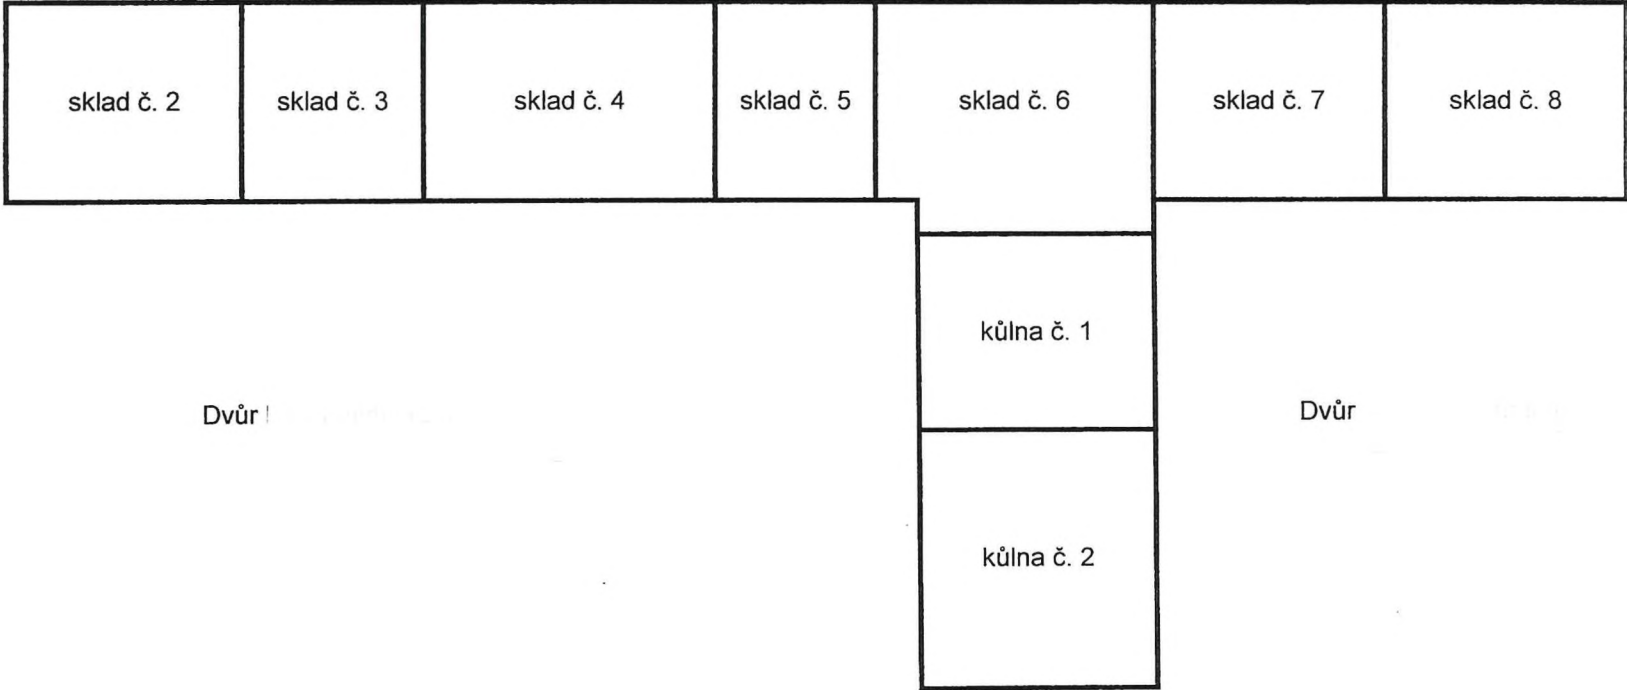 sklad č. 2
sklad č. 3
sklad č. 4
sklad č. 5
sklad č. 6
sklad č. 7
sklad č. 8
kůlna č. 1
Dvůr
Dvůr
kůlna č. 2